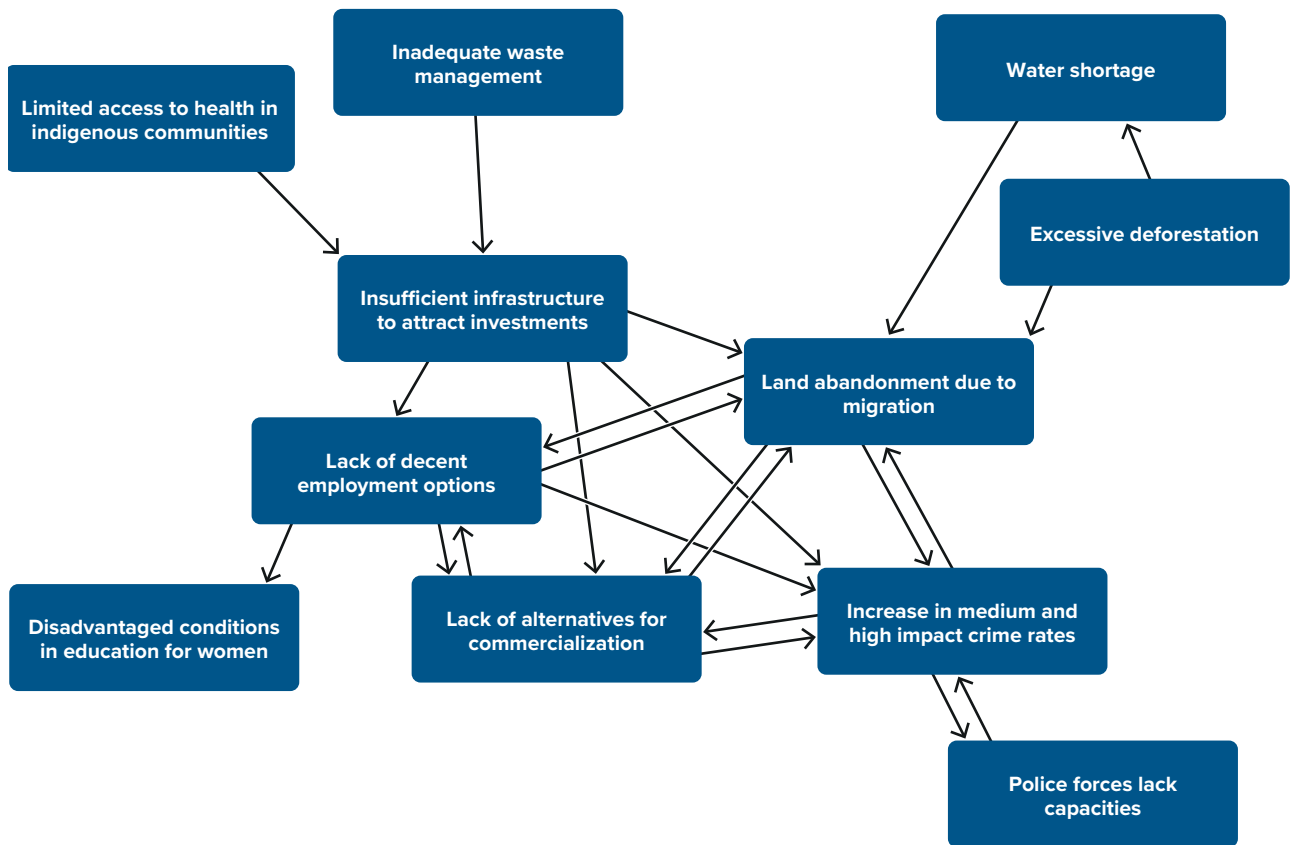 Inadequate waste
management
Water shortage
Limited access to health in
indigenous communities
Excessive deforestation
Insufficient infrastructure
to attract investments
Land abandonment due to
migration
Lack of decent
employment options
Disadvantaged conditions
in education for women
Lack of alternatives for
commercialization
Increase in medium and
high impact crime rates
Police forces lack
capacities